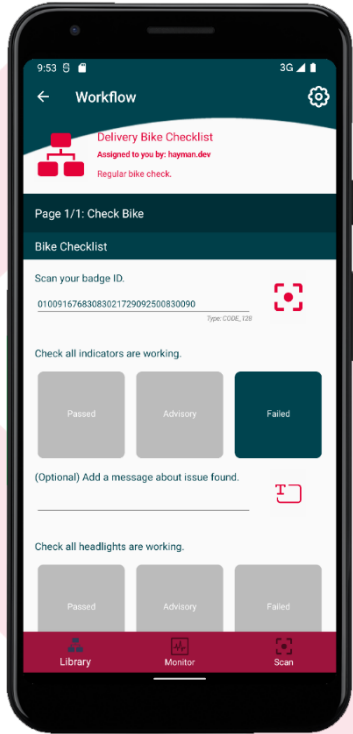 9:53
3G
Workflow
Delivery Bike Checklist
Assigned to you by: hayman.dev
Regular bike check.
Page 1/1: Check Bike
Bike Checklist
Scan your badge ID.
01009167683083021729092500830090
Type: CODE_128
Check all indicators are working.
Passed Advisory Failed
(Optional) Add a message about issue found.
T
Check all headlights are working.
Passed Advisory Failed
Library Monitor Scan